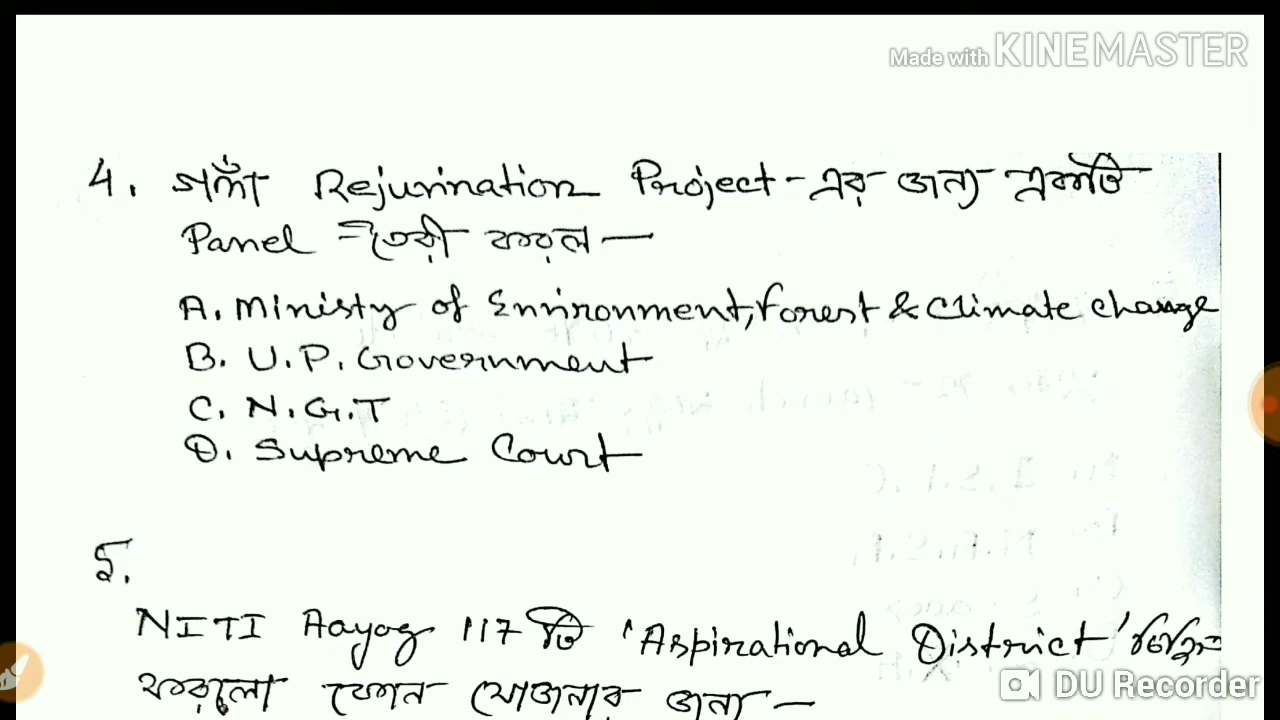 Made with KINEMASTER
4. গঙ্গা Rejuvination Project-এর জন্য একটি
Panel তৈরী করল —
A. Ministy of Environment, Forest & Climate change
B. U.P. Government
C. N.G.T
D. Supreme Court
5.
NITI Aayog 117 টি 'Aspirational District' চিহ্নিত
করলো কোন যোজনার জন্য —
DU Recorder